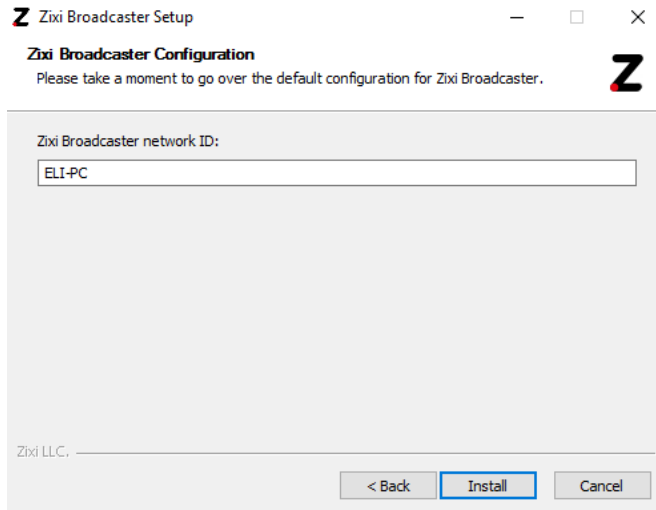 Z Zixi Broadcaster Setup
Zixi Broadcaster Configuration
Please take a moment to go over the default configuration for Zixi Broadcaster.
Z
Zixi Broadcaster network ID:
ELI-PC
Zixi LLC.
< Back Install Cancel